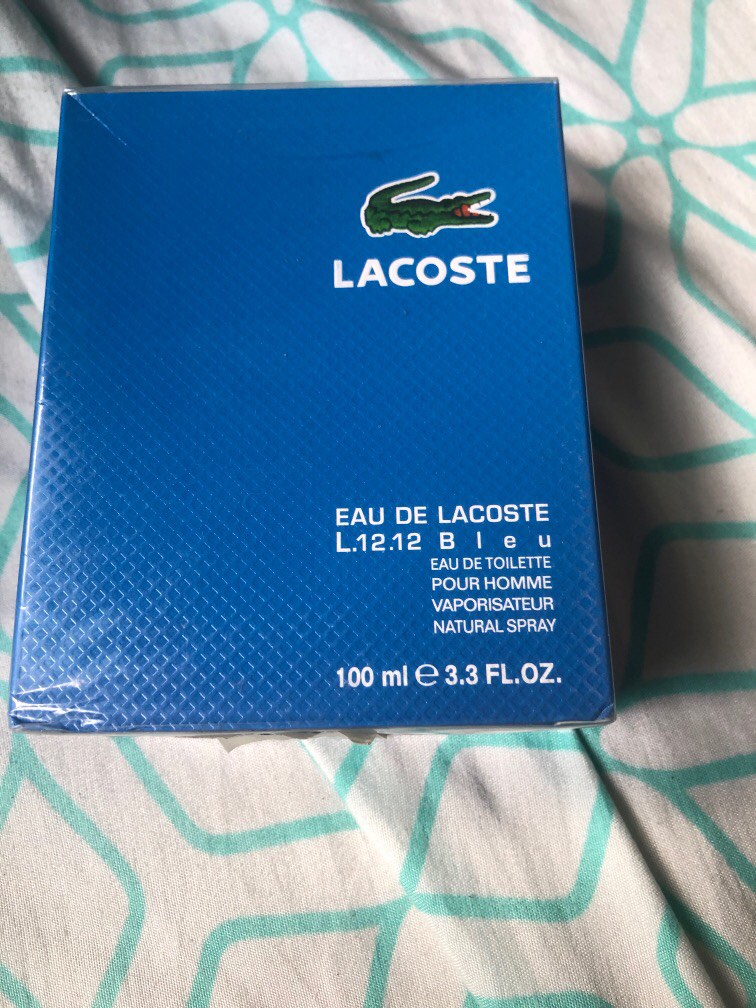 LACOSTE
EAU DE LACOSTE
L.12.12 Bleu
EAU DE TOILETTE
POUR HOMME
VAPORISATEUR
NATURAL SPRAY
100 ml ℮ 3.3 FL.OZ.